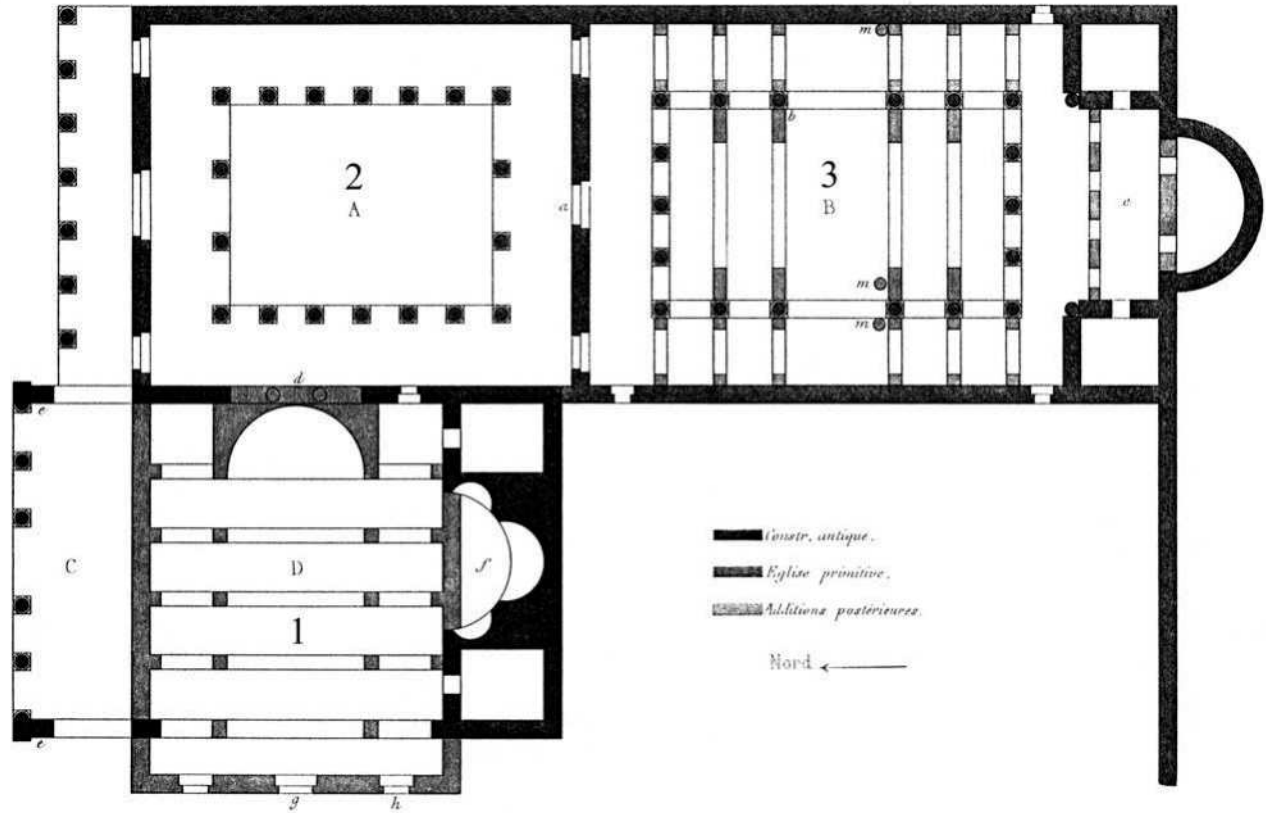 m
b
2
A
a
3
B
c
m
m
d
e
C
D
f
1
e
g
h
Constr. antique.
Eglise primitive.
Additions postérieures.
Nord